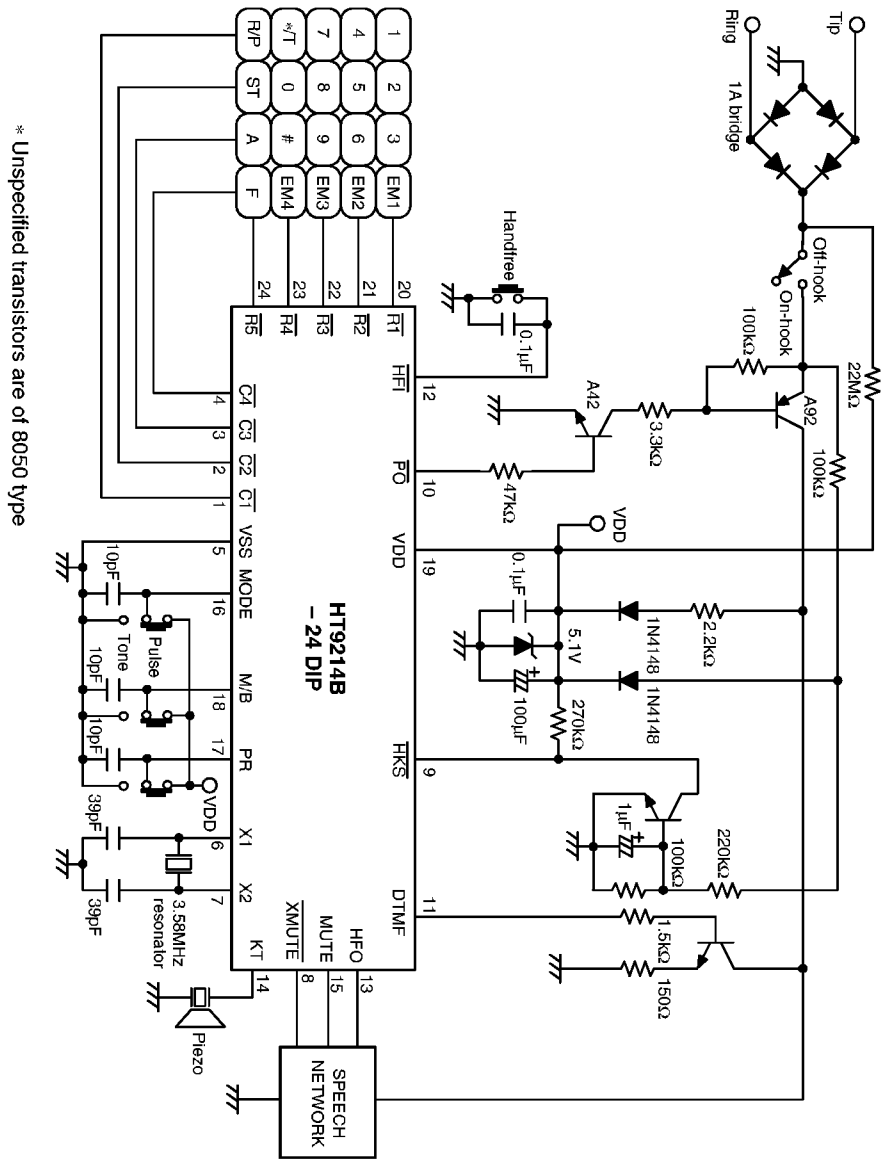 Tip
Ring
1A bridge
Off-hook
On-hook
22MΩ
100kΩ
A92
100kΩ
3.3kΩ
A42
47kΩ
Handfree
0.1µF
VDD
0.1µF
5.1V
100µF
1N4148
2.2kΩ
1N4148
270kΩ
1µF
100kΩ
220kΩ
1.5kΩ
150Ω
1 2 3 EM1
4 5 6 EM2
7 8 9 EM3
*/T 0 # EM4
R/P ST A F
20 R1
21 R2
22 R3
23 R4
24 R5
12 HFI
10 PO
19 VDD
9 HKS
11 DTMF
HT9214B
– 24 DIP
C4 4
C3 3
C2 2
C1 1
VSS 5
MODE 16
M/B 18
PR 17
X1 6
X2 7
HFO 13
MUTE 15
XMUTE 8
KT 14
10pF
Pulse
Tone
10pF
10pF
VDD
39pF
39pF
3.58MHz
resonator
Piezo
SPEECH
NETWORK
* Unspecified transistors are of 8050 type